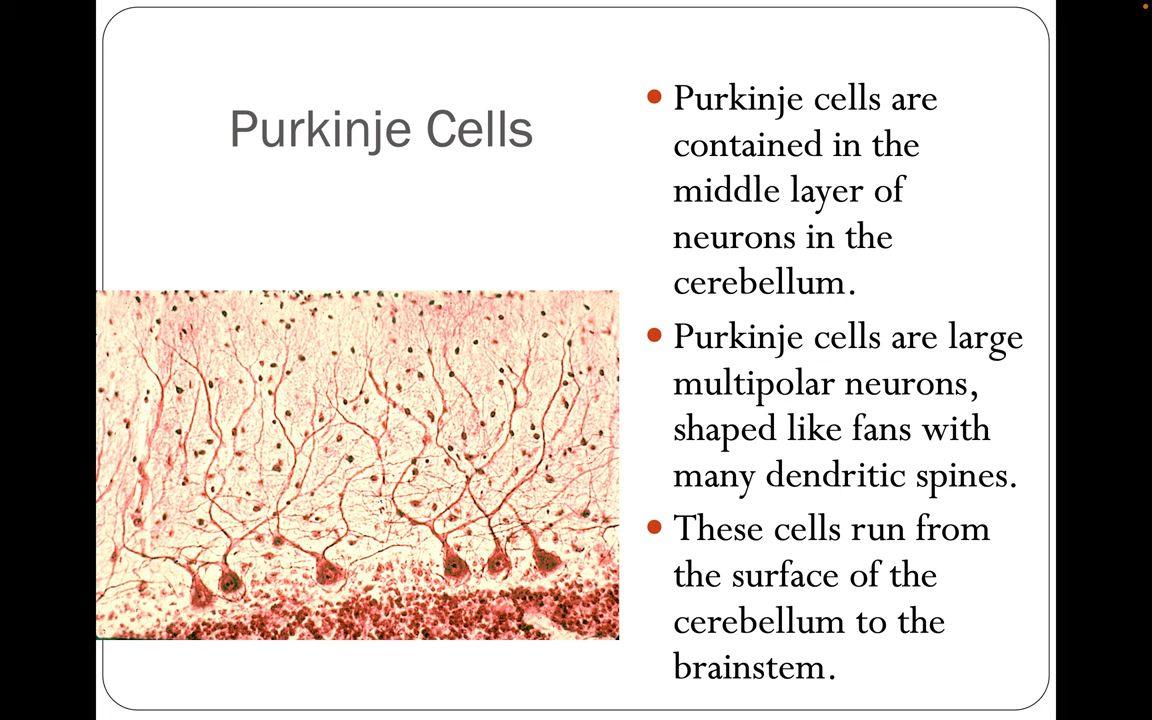 Purkinje Cells
• Purkinje cells are
contained in the
middle layer of
neurons in the
cerebellum.
• Purkinje cells are large
multipolar neurons,
shaped like fans with
many dendritic spines.
• These cells run from
the surface of the
cerebellum to the
brainstem.